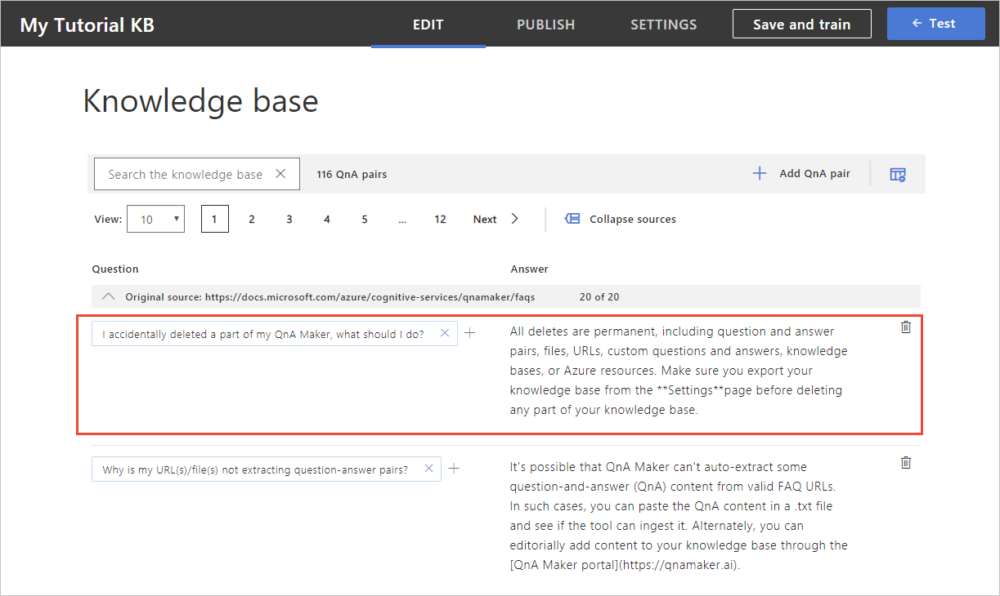 My Tutorial KB
EDIT
PUBLISH
SETTINGS
Save and train
← Test
Knowledge base
Search the knowledge base
116 QnA pairs
Add QnA pair
View:
10
1
2
3
4
5
...
12
Next
Collapse sources
Question
Answer
Original source: https://docs.microsoft.com/azure/cognitive-services/qnamaker/faqs
20 of 20
I accidentally deleted a part of my QnA Maker, what should I do?
All deletes are permanent, including question and answer
pairs, files, URLs, custom questions and answers, knowledge
bases, or Azure resources. Make sure you export your
knowledge base from the **Settings**page before deleting
any part of your knowledge base.
Why is my URL(s)/file(s) not extracting question-answer pairs?
It's possible that QnA Maker can't auto-extract some
question-and-answer (QnA) content from valid FAQ URLs.
In such cases, you can paste the QnA content in a .txt file
and see if the tool can ingest it. Alternately, you can
editorially add content to your knowledge base through the
[QnA Maker portal](https://qnamaker.ai).